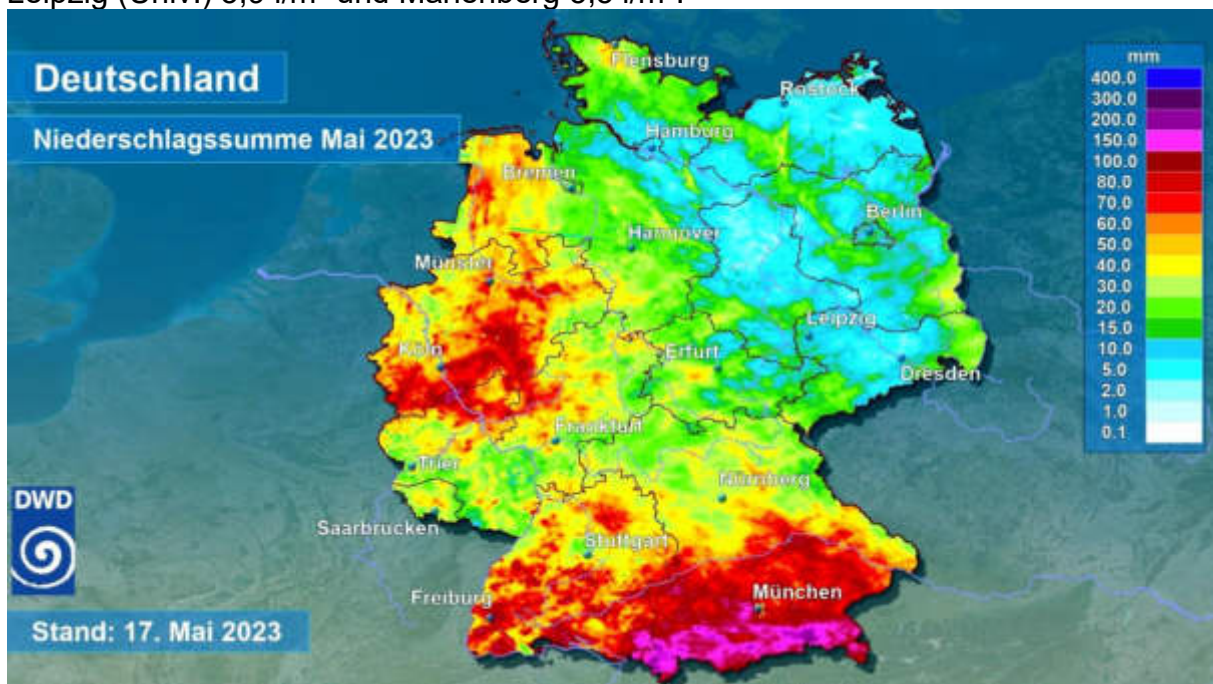 Deutschland
Niederschlagssumme Mai 2023
Flensburg
Rostock
Hamburg
Bremen
Berlin
Hannover
Münster
Leipzig
Köln
Erfurt
Dresden
Frankfurt
Trier
Nürnberg
Saarbrücken
Stuttgart
Freiburg
München
mm
400.0
300.0
200.0
150.0
100.0
80.0
70.0
60.0
50.0
40.0
30.0
20.0
15.0
10.0
5.0
2.0
1.0
0.1
DWD
Stand: 17. Mai 2023